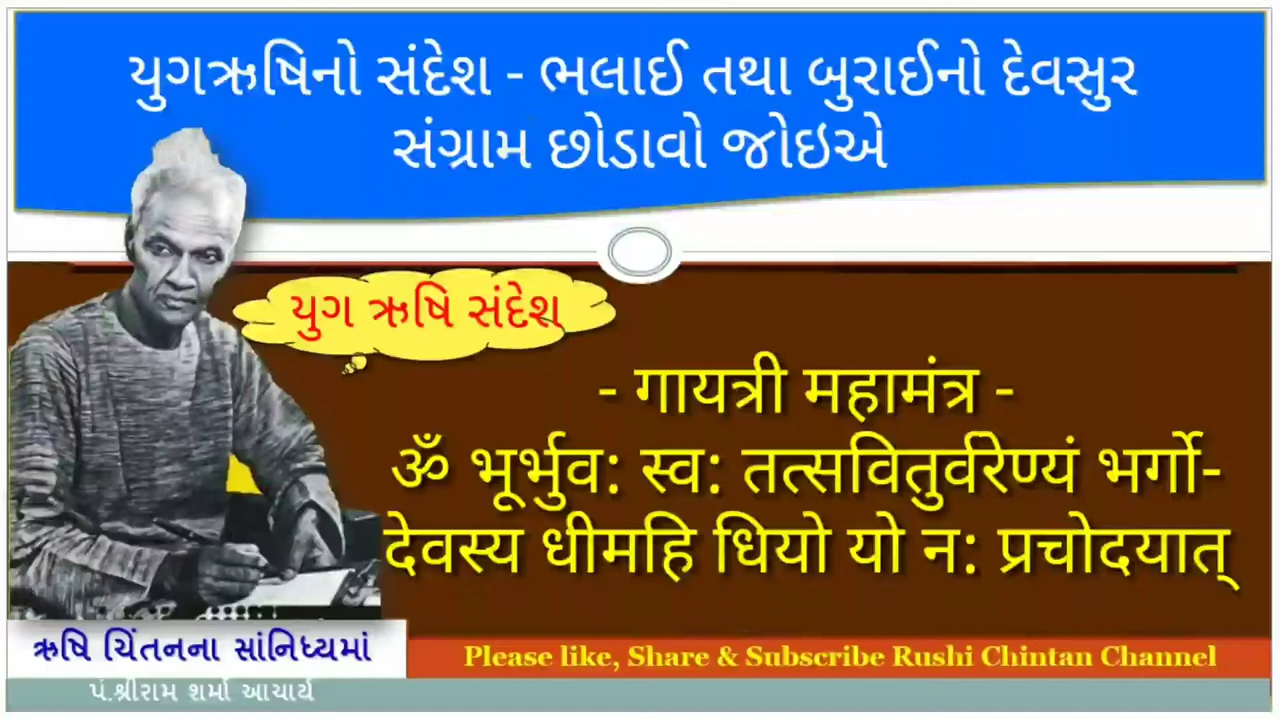 યુગઋષિનો સંદેશ - ભલાઈ તથા બુરાઈનો દેવસુર
સંગ્રામ છોડાવો જોઇએ
યુગ ઋષિ સંદેશ
- गायत्री महामंत्र -
ॐ भूर्भुव: स्व: तत्सवितुर्वरेण्यं भर्गो-
देवस्य धीमहि धियो यो न: प्रचोदयात्
ઋષિ ચિંતનના સાંનિધ્યમાં
Please like, Share & Subscribe Rushi Chintan Channel
પં.શ્રીરામ શર્મા આચાર્ય